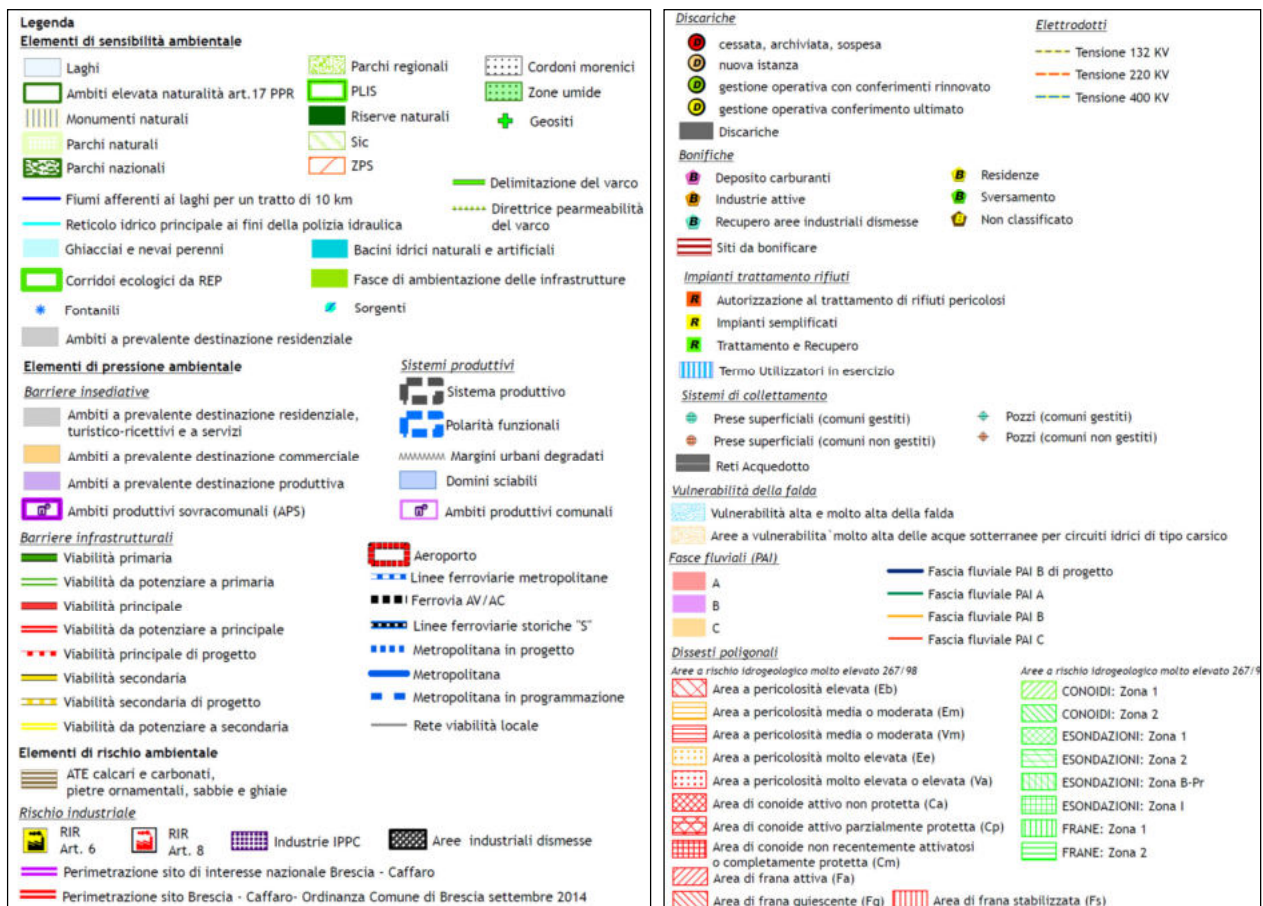 Legenda
Elementi di sensibilità ambientale
Laghi
Ambiti elevata naturalità art.17 PPR
Monumenti naturali
Parchi naturali
Parchi nazionali
Parchi regionali
PLIS
Riserve naturali
Sic
ZPS
Cordoni morenici
Zone umide
Geositi
Fiumi afferenti ai laghi per un tratto di 10 km
Reticolo idrico principale ai fini della polizia idraulica
Delimitazione del varco
Direttrice pearmeabilità
del varco
Ghiacciai e nevai perenni
Bacini idrici naturali e artificiali
Corridoi ecologici da REP
Fasce di ambientazione delle infrastrutture
Fontanili
Sorgenti
Ambiti a prevalente destinazione residenziale
Elementi di pressione ambientale
Barriere insediative
Ambiti a prevalente destinazione residenziale,
turistico-ricettivi e a servizi
Ambiti a prevalente destinazione commerciale
Ambiti a prevalente destinazione produttiva
Ambiti produttivi sovracomunali (APS)
Sistemi produttivi
Sistema produttivo
Polarità funzionali
Margini urbani degradati
Domini sciabili
Ambiti produttivi comunali
Barriere infrastrutturali
Viabilità primaria
Viabilità da potenziare a primaria
Viabilità principale
Viabilità da potenziare a principale
Viabilità principale di progetto
Viabilità secondaria
Viabilità secondaria di progetto
Viabilità da potenziare a secondaria
Aeroporto
Linee ferroviarie metropolitane
Ferrovia AV/AC
Linee ferroviarie storiche "S"
Metropolitana in progetto
Metropolitana
Metropolitana in programmazione
Rete viabilità locale
Elementi di rischio ambientale
ATE calcari e carbonati,
pietre ornamentali, sabbie e ghiaie
Rischio industriale
RIR
Art. 6
RIR
Art. 8
Industrie IPPC
Aree industriali dismesse
Perimetrazione sito di interesse nazionale Brescia - Caffaro
Perimetrazione sito Brescia - Caffaro- Ordinanza Comune di Brescia settembre 2014
Discariche
D cessata, archiviata, sospesa
D nuova istanza
D gestione operativa con conferimenti rinnovato
D gestione operativa conferimento ultimato
Discariche
Elettrodotti
Tensione 132 KV
Tensione 220 KV
Tensione 400 KV
Bonifiche
B Deposito carburanti
B Industrie attive
B Recupero aree industriali dismesse
B Residenze
B Sversamento
B Non classificato
Siti da bonificare
Impianti trattamento rifiuti
R Autorizzazione al trattamento di rifiuti pericolosi
R Impianti semplificati
R Trattamento e Recupero
Termo Utilizzatori in esercizio
Sistemi di collettamento
Prese superficiali (comuni gestiti)
Prese superficiali (comuni non gestiti)
Pozzi (comuni gestiti)
Pozzi (comuni non gestiti)
Reti Acquedotto
Vulnerabilità della falda
Vulnerabilità alta e molto alta della falda
Aree a vulnerabilita`molto alta delle acque sotterranee per circuiti idrici di tipo carsico
Fasce fluviali (PAI)
A
B
C
Fascia fluviale PAI B di progetto
Fascia fluviale PAI A
Fascia fluviale PAI B
Fascia fluviale PAI C
Dissesti poligonali
Aree a rischio idrogeologico molto elevato 267/98
Area a pericolosità elevata (Eb)
Area a pericolosità media o moderata (Em)
Area a pericolosità media o moderata (Vm)
Area a pericolosità molto elevata (Ee)
Area a pericolosità molto elevata o elevata (Va)
Area di conoide attivo non protetta (Ca)
Area di conoide attivo parzialmente protetta (Cp)
Area di conoide non recentemente attivatosi
o completamente protetta (Cm)
Area di frana attiva (Fa)
Area di frana quiescente (Fq)
Area di frana stabilizzata (Fs)
Aree a rischio idrogeologico molto elevato 267/9
CONOIDI: Zona 1
CONOIDI: Zona 2
ESONDAZIONI: Zona 1
ESONDAZIONI: Zona 2
ESONDAZIONI: Zona B-Pr
ESONDAZIONI: Zona I
FRANE: Zona 1
FRANE: Zona 2